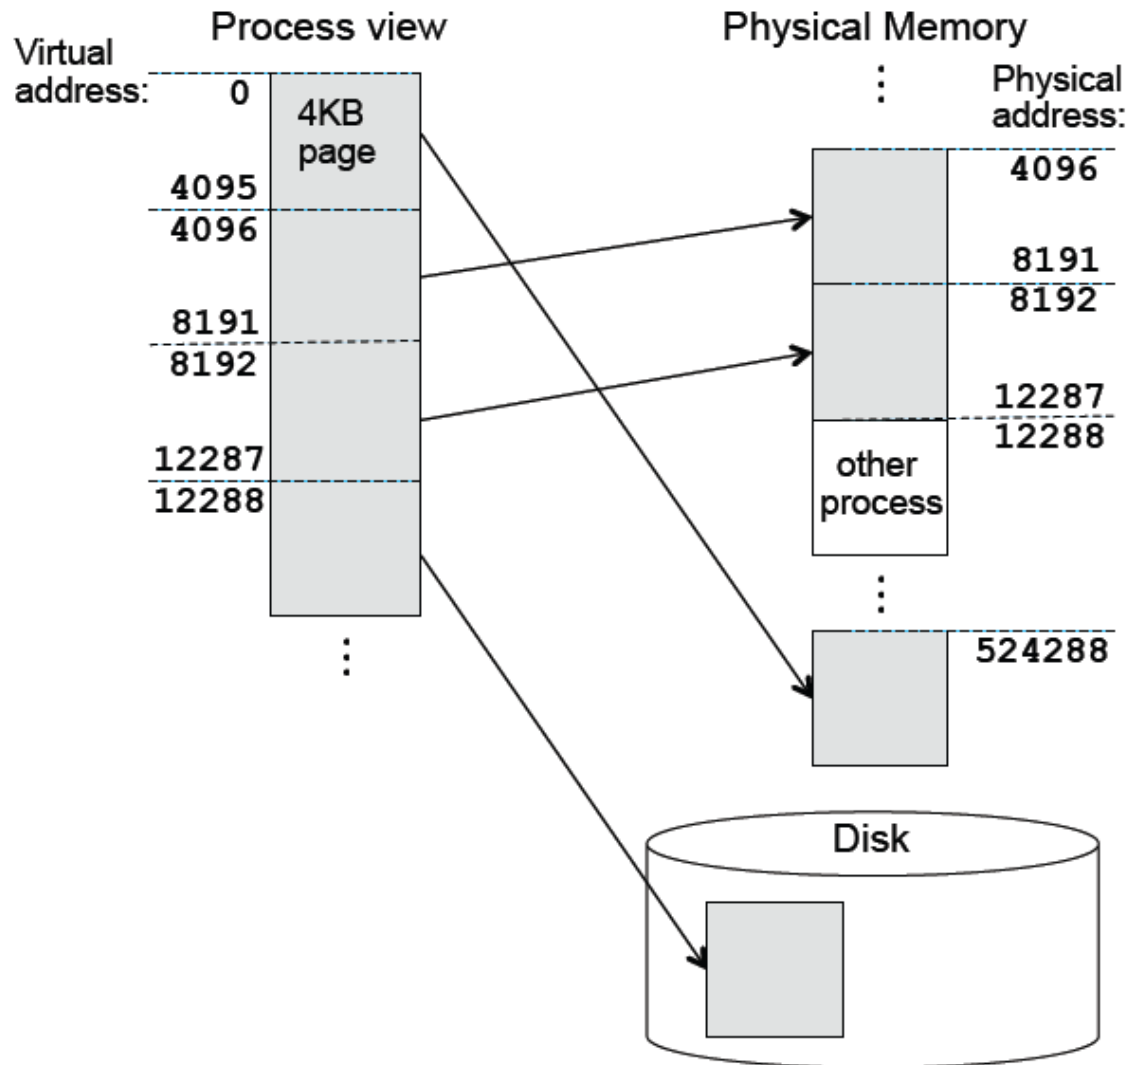 Process view
Physical Memory
Virtual
address:
0
4KB
page
4095
4096
8191
8192
12287
12288
Physical
address:
4096
8191
8192
12287
12288
other
process
524288
Disk